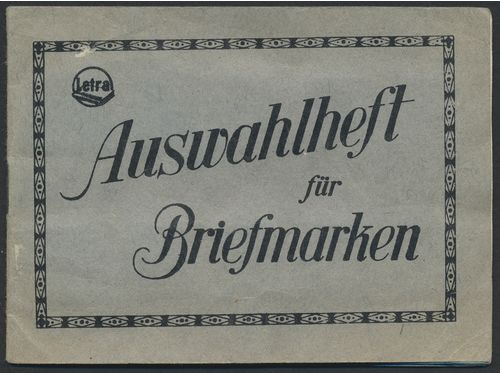 Letra
Auswahlheft
für
Briefmarken